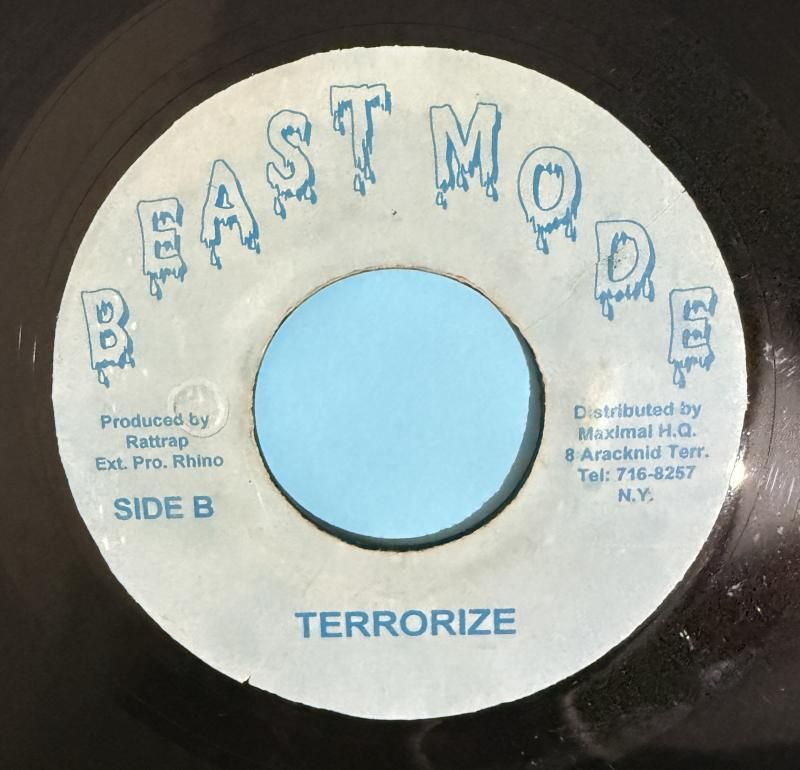 BEAST MODE
Produced by
Rattrap
Ext. Pro. Rhino
SIDE B
Distributed by
Maximal H.Q.
8 Aracknid Terr.
Tel: 716-8257
N.Y.
TERRORIZE